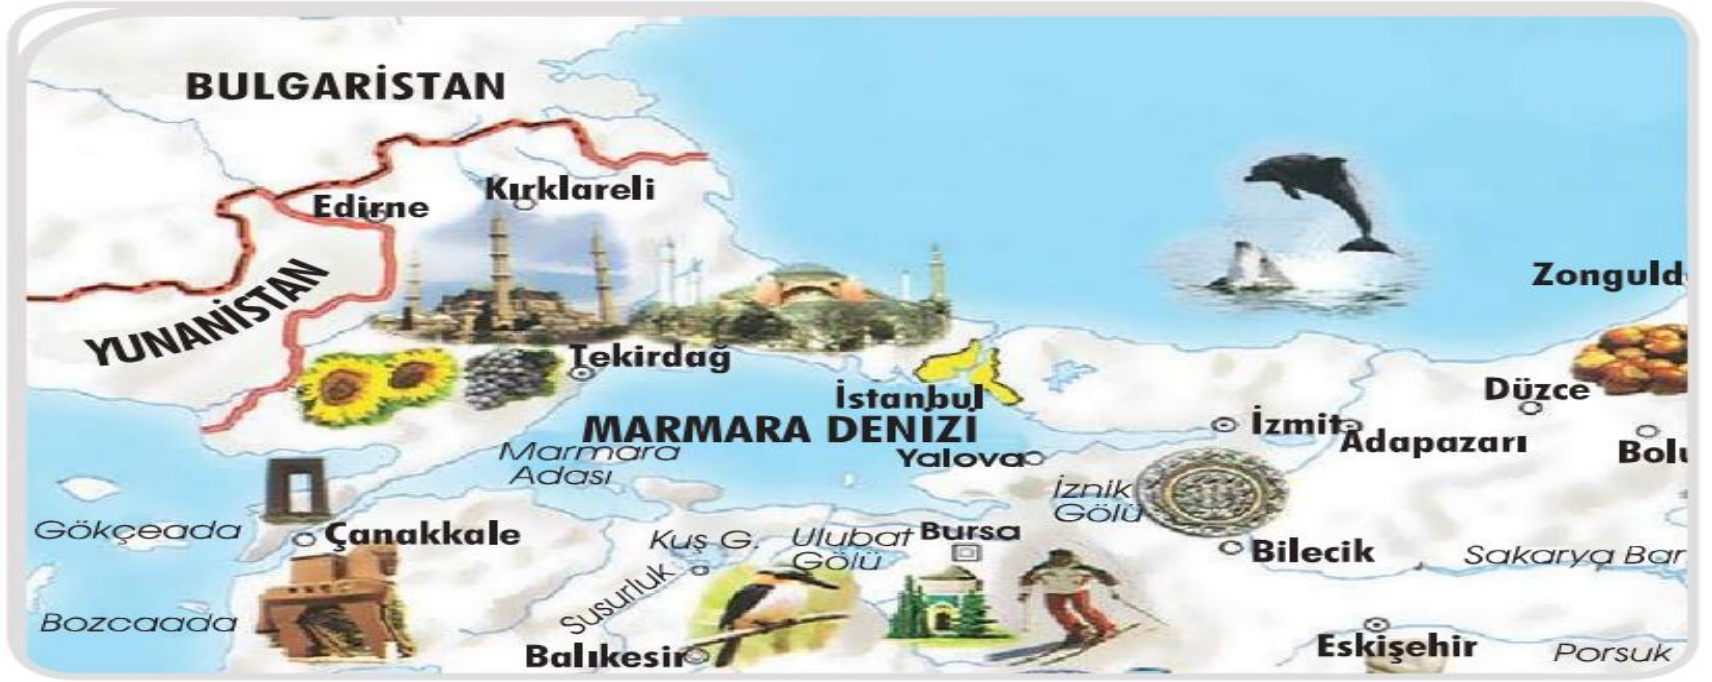 BULGARİSTAN
Kırklareli
Edirne
YUNANİSTAN
Zonguld
Tekirdağ
İstanbul
Düzce
MARMARA DENİZİ
İzmit
Adapazarı
Bolu
Marmara
Adası
Yalova
İznik
Gölü
Gökçeada
Çanakkale
Kuş G.
Ulubat
Gölü
Bursa
Bilecik
Sakarya Bar
Susurluk
Bozcaada
Balıkesir
Eskişehir
Porsuk